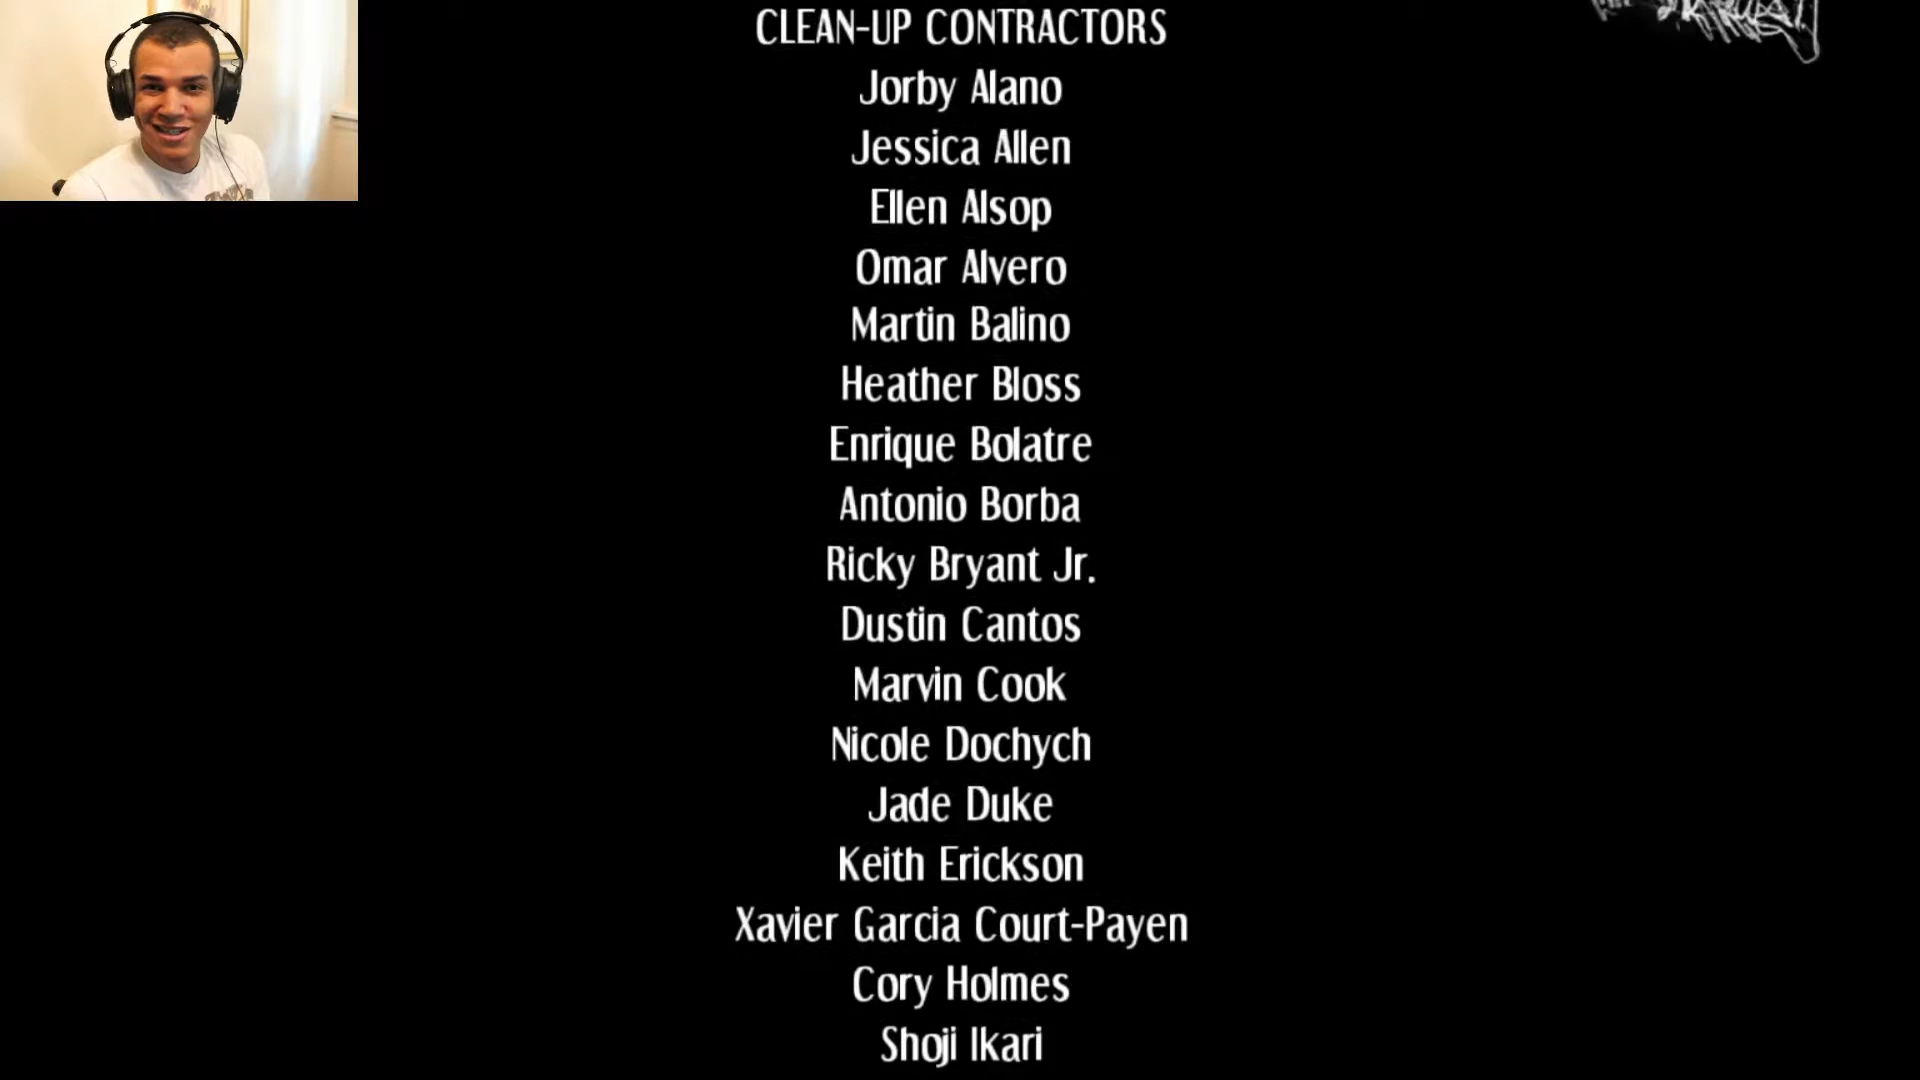 CLEAN-UP CONTRACTORS
Jorby Alano
Jessica Allen
Ellen Alsop
Omar Alvero
Martin Balino
Heather Bloss
Enrique Bolatre
Antonio Borba
Ricky Bryant Jr.
Dustin Cantos
Marvin Cook
Nicole Dochych
Jade Duke
Keith Erickson
Xavier Garcia Court-Payen
Cory Holmes
Shoji Ikari